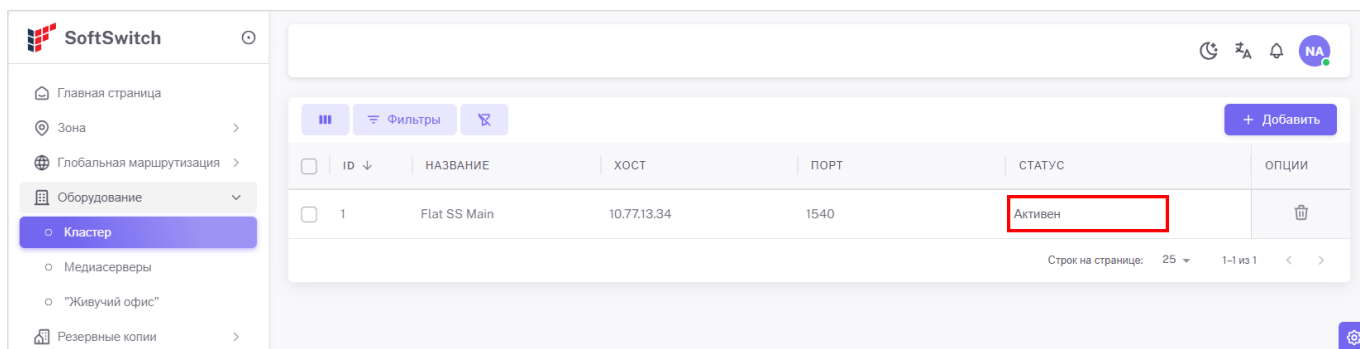 SoftSwitch
NA
Главная страница
Зона
Глобальная маршрутизация
Оборудование
Кластер
Медиасерверы
"Живучий офис"
Резервные копии
Фильтры
+ Добавить
ID НАЗВАНИЕ ХОСТ ПОРТ СТАТУС ОПЦИИ
1 Flat SS Main 10.77.13.34 1540 Активен
Строк на странице: 25 1–1 из 1